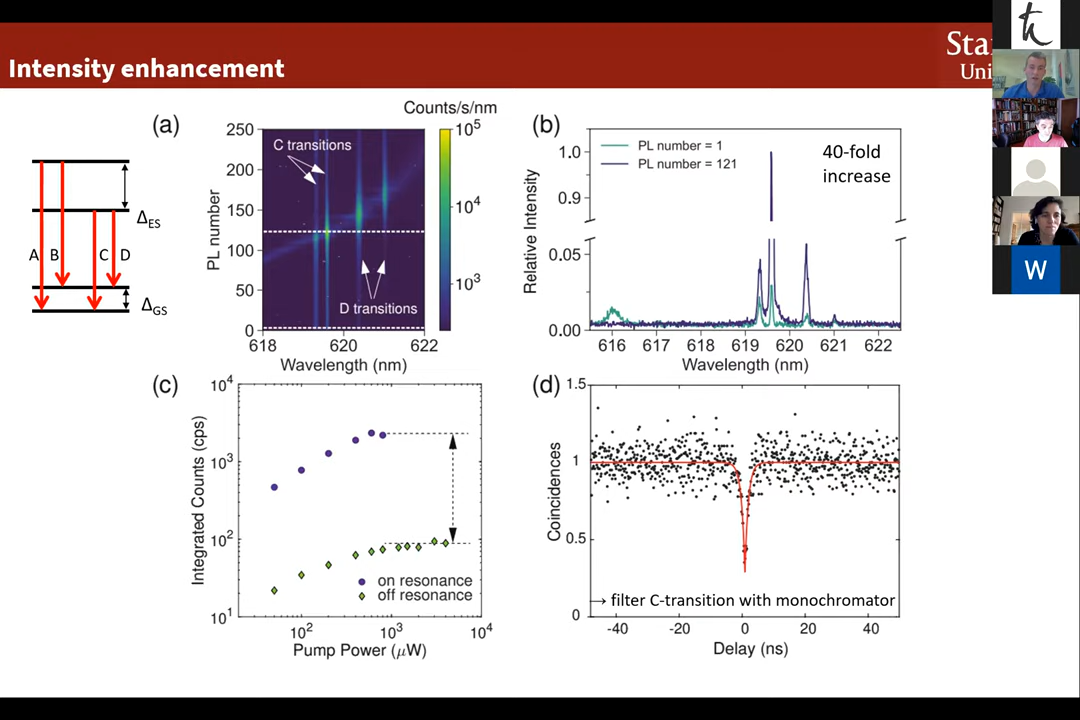 Intensity enhancement
Sta
Uni
A
B
C
D
Δ_ES
Δ_GS
(a)
Counts/s/nm
C transitions
D transitions
PL number
250
200
150
100
50
0
618
620
622
Wavelength (nm)
10^5
10^4
10^3
(b)
PL number = 1
PL number = 121
40-fold
increase
Relative Intensity
1.0
0.9
0.05
0.00
616
617
618
619
620
621
622
Wavelength (nm)
(c)
Integrated Counts (cps)
10^4
10^3
10^2
10^1
on resonance
off resonance
10^2
10^3
10^4
Pump Power (μW)
(d)
Coincidences
1.5
1
0.5
0
→ filter C-transition with monochromator
-40
-20
0
20
40
Delay (ns)
W